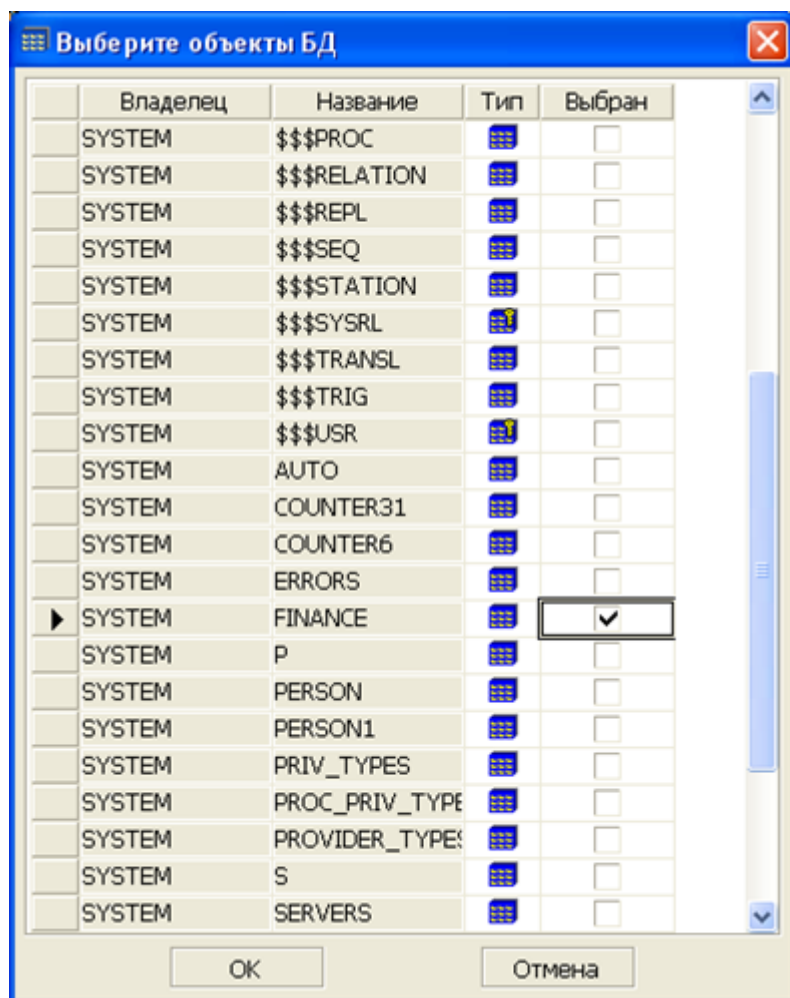 Выберите объекты БД
Владелец Название Тип Выбран
SYSTEM $$$PROC
SYSTEM $$$RELATION
SYSTEM $$$REPL
SYSTEM $$$SEQ
SYSTEM $$$STATION
SYSTEM $$$SYSRL
SYSTEM $$$TRANSL
SYSTEM $$$TRIG
SYSTEM $$$USR
SYSTEM AUTO
SYSTEM COUNTER31
SYSTEM COUNTER6
SYSTEM ERRORS
SYSTEM FINANCE
SYSTEM P
SYSTEM PERSON
SYSTEM PERSON1
SYSTEM PRIV_TYPES
SYSTEM PROC_PRIV_TYPE
SYSTEM PROVIDER_TYPES
SYSTEM S
SYSTEM SERVERS
OK Отмена